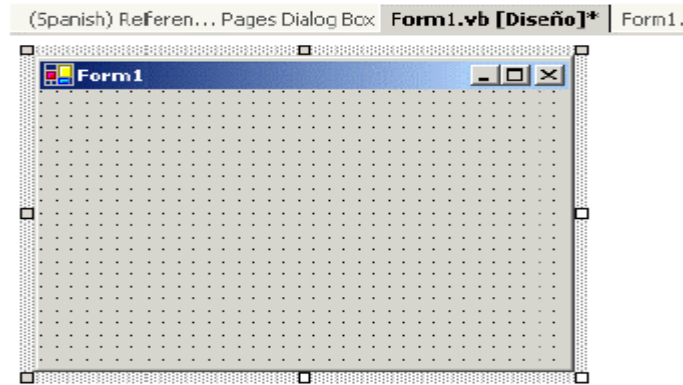 (Spanish) Referen... Pages Dialog Box Form1.vb [Diseño]* Form1.
Form1